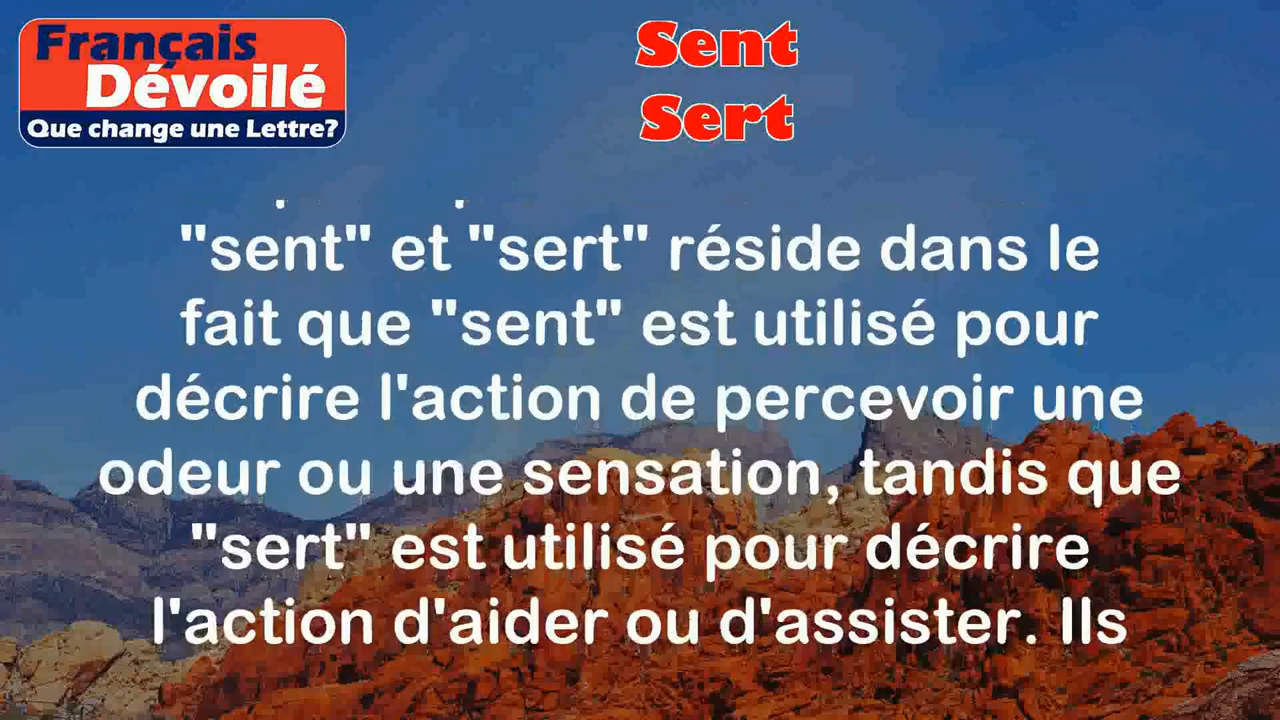 Français
Dévoilé
Que change une Lettre?
Sent
Sert
"sent" et "sert" réside dans le
fait que "sent" est utilisé pour
décrire l'action de percevoir une
odeur ou une sensation, tandis que
"sert" est utilisé pour décrire
l'action d'aider ou d'assister. Ils